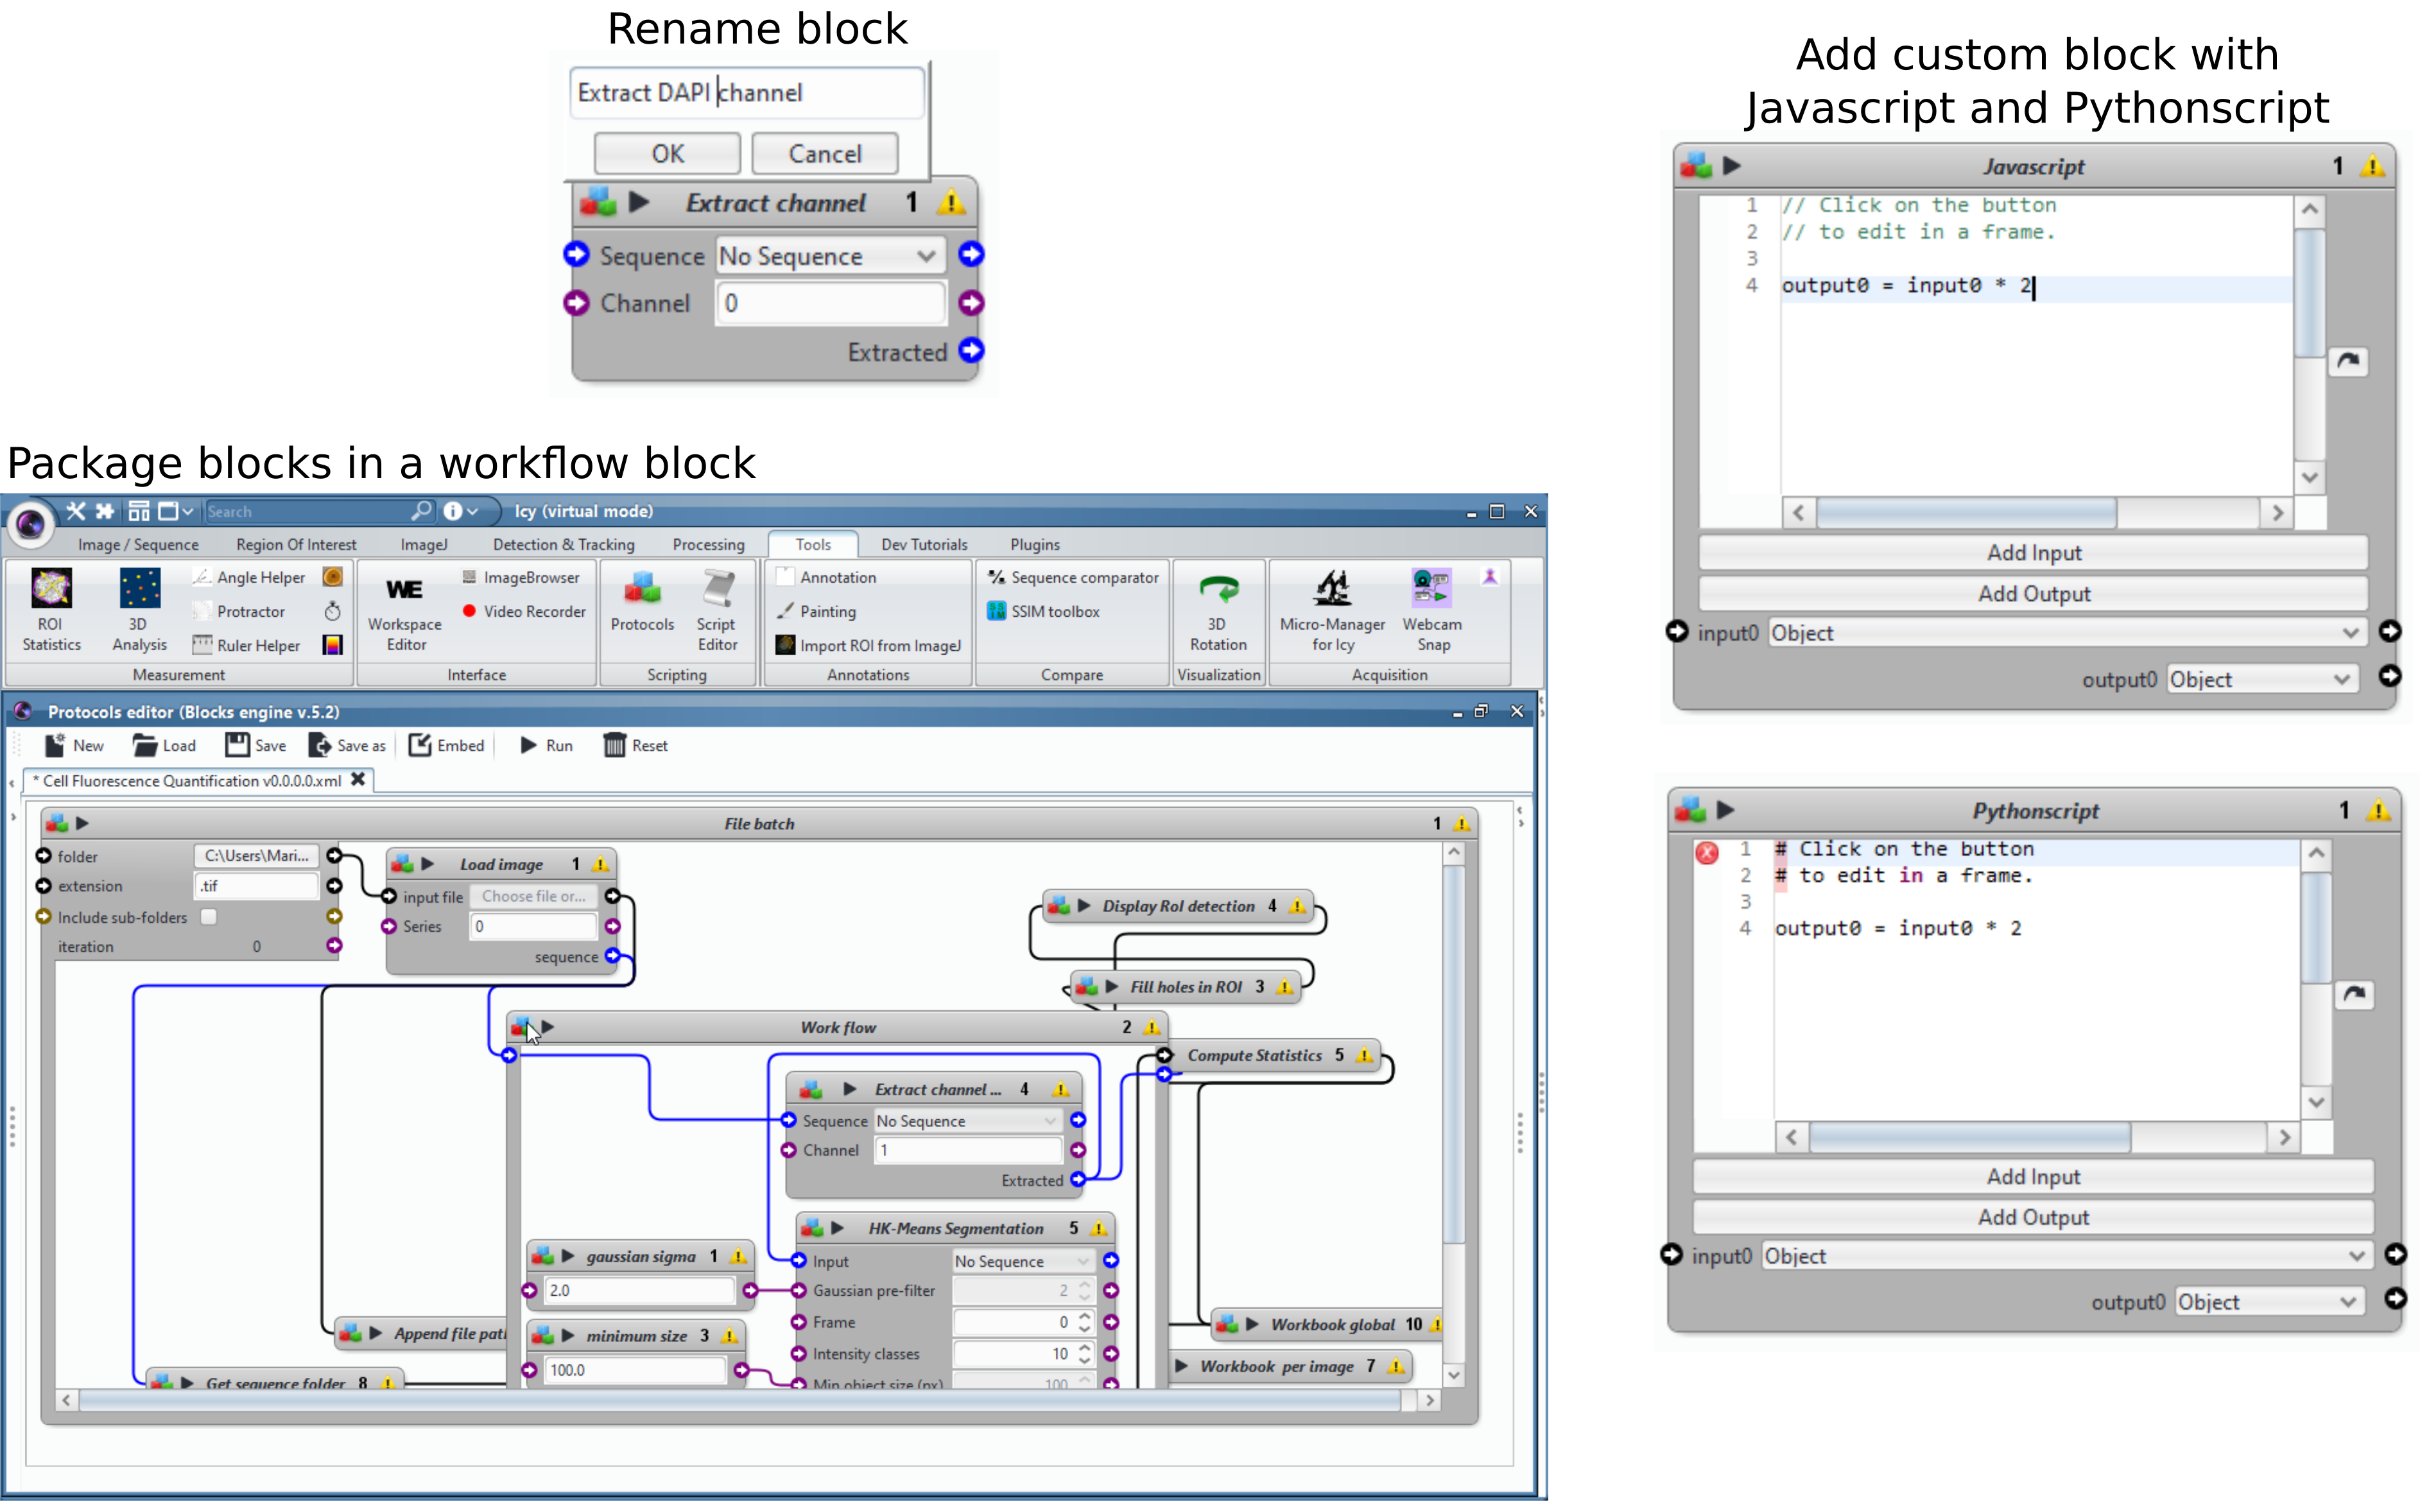 Rename block
Extract DAPI channel
OK Cancel
Extract channel 1
Sequence No Sequence
Channel 0
Extracted
Add custom block with
Javascript and Pythonscript
Javascript 1
1 // Click on the button
2 // to edit in a frame.
3
4 output0 = input0 * 2
Add Input
Add Output
input0 Object
output0 Object
Package blocks in a workflow block
Search Icy (virtual mode)
Image / Sequence Region Of Interest ImageJ Detection & Tracking Processing Tools Dev Tutorials Plugins
ROI Statistics
3D Analysis
Angle Helper
Protractor
Ruler Helper
Measurement
WE
Workspace Editor
ImageBrowser
Video Recorder
Interface
Protocols
Script Editor
Scripting
Annotation
Painting
Import ROI from ImageJ
Annotations
Sequence comparator
SSIM toolbox
Compare
3D Rotation
Visualization
Micro-Manager for Icy
Webcam Snap
Acquisition
Protocols editor (Blocks engine v.5.2)
New Load Save Save as Embed Run Reset
* Cell Fluorescence Quantification v0.0.0.0.xml
File batch 1
folder C:\Users\Mari...
extension .tif
Include sub-folders
iteration 0
Load image 1
input file Choose file or...
Series 0
sequence
Display RoI detection 4
Fill holes in ROI 3
Work flow 2
Compute Statistics 5
Extract channel ... 4
Sequence No Sequence
Channel 1
Extracted
HK-Means Segmentation 5
Input No Sequence
Gaussian pre-filter 2
Frame 0
Intensity classes 10
Min object size (px) 100
gaussian sigma 1
2.0
minimum size 3
100.0
Append file path
Get sequence folder 8
Workbook global 10
Workbook per image 7
Pythonscript 1
1 # Click on the button
2 # to edit in a frame.
3
4 output0 = input0 * 2
Add Input
Add Output
input0 Object
output0 Object